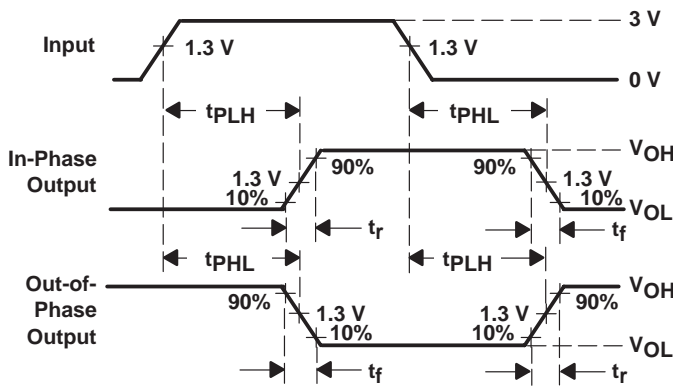 3 V
Input
1.3 V
1.3 V
0 V
tPLH
tPHL
In-Phase
Output
VOH
90%
90%
1.3 V
1.3 V
10%
10%
VOL
tr
tf
tPHL
tPLH
Out-of-
Phase
Output
VOH
90%
90%
1.3 V
1.3 V
10%
10%
VOL
tf
tr